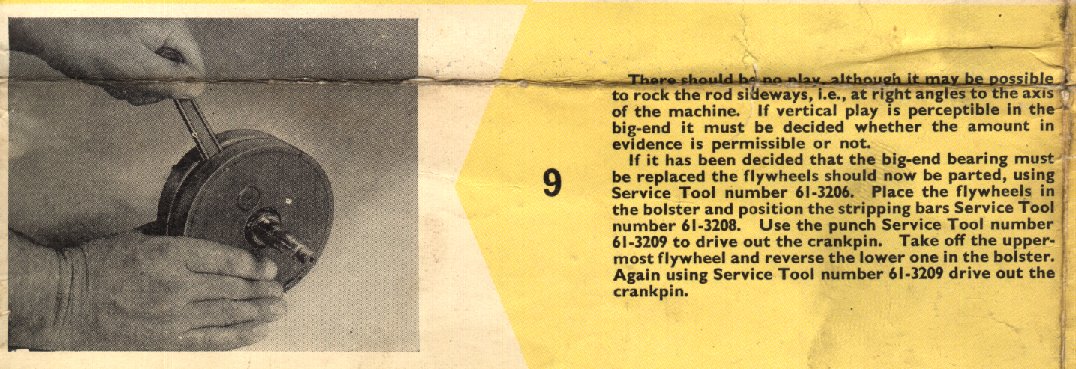 There should be no play, although it may be possible
to rock the rod sideways, i.e., at right angles to the axis
of the machine. If vertical play is perceptible in the
big-end it must be decided whether the amount in
evidence is permissible or not.
If it has been decided that the big-end bearing must
be replaced the flywheels should now be parted, using
Service Tool number 61-3206. Place the flywheels in
the bolster and position the stripping bars Service Tool
number 61-3208. Use the punch Service Tool number
61-3209 to drive out the crankpin. Take off the upper-
most flywheel and reverse the lower one in the bolster.
Again using Service Tool number 61-3209 drive out the
crankpin.
9